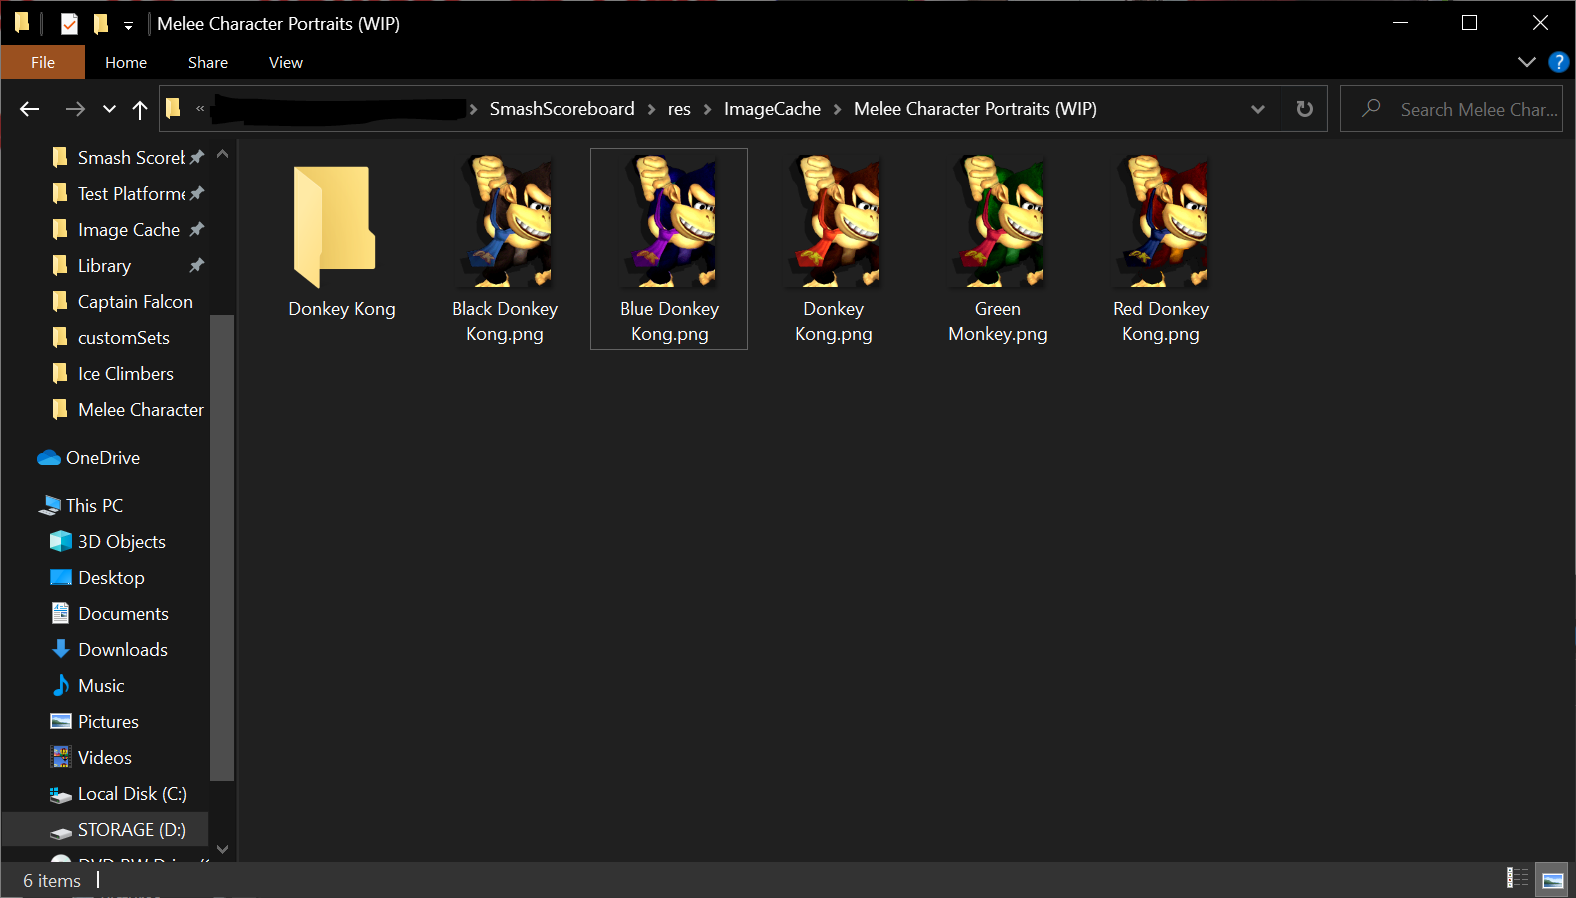 Melee Character Portraits (WIP)
File Home Share View
?
« SmashScoreboard > res > ImageCache > Melee Character Portraits (WIP)
Search Melee Char...
Smash Scoreb
Test Platforme
Image Cache
Library
Captain Falcon
customSets
Ice Climbers
Melee Character
OneDrive
This PC
3D Objects
Desktop
Documents
Downloads
Music
Pictures
Videos
Local Disk (C:)
STORAGE (D:)
Donkey Kong
Black Donkey
Kong.png
Blue Donkey
Kong.png
Donkey
Kong.png
Green
Monkey.png
Red Donkey
Kong.png
6 items